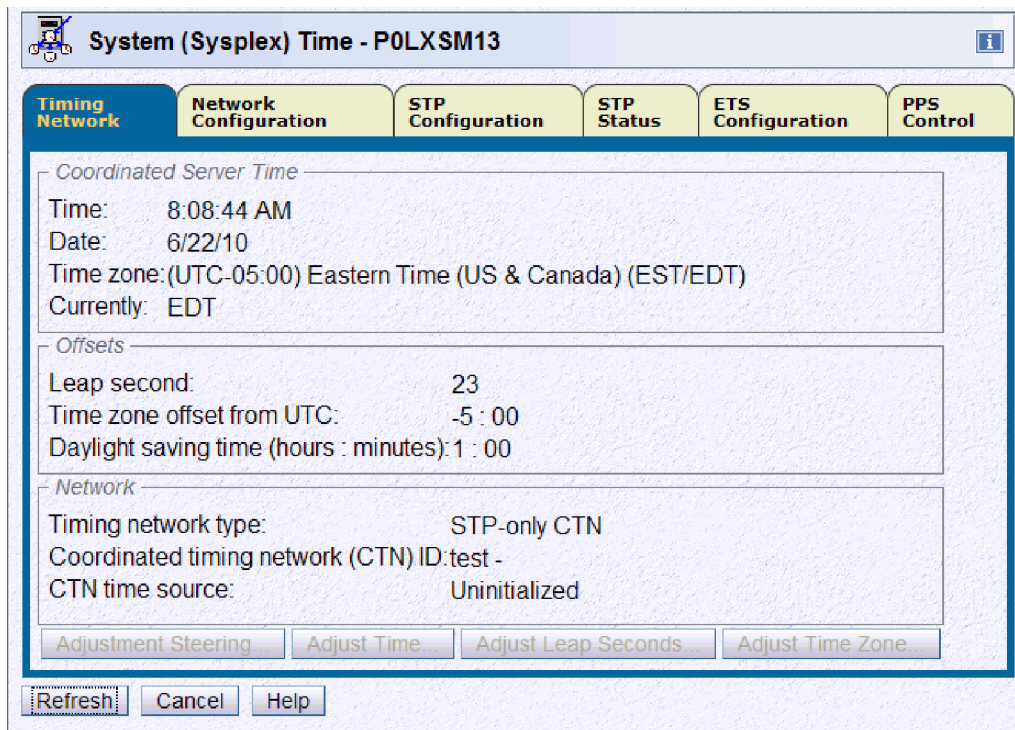 System (Sysplex) Time - P0LXSM13
i
Timing Network
Network Configuration
STP Configuration
STP Status
ETS Configuration
PPS Control
Coordinated Server Time
Time: 8:08:44 AM
Date: 6/22/10
Time zone: (UTC-05:00) Eastern Time (US & Canada) (EST/EDT)
Currently: EDT
Offsets
Leap second: 23
Time zone offset from UTC: -5 : 00
Daylight saving time (hours : minutes): 1 : 00
Network
Timing network type: STP-only CTN
Coordinated timing network (CTN) ID: test -
CTN time source: Uninitialized
Adjustment Steering... Adjust Time... Adjust Leap Seconds... Adjust Time Zone...
Refresh Cancel Help